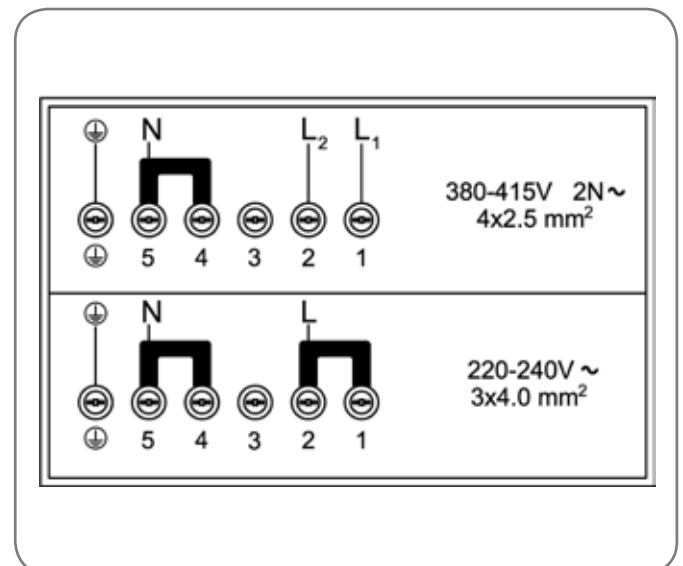 N L₂ L₁
380-415V 2N~
4x2.5 mm²
5 4 3 2 1
N L
220-240V ~
3x4.0 mm²
5 4 3 2 1